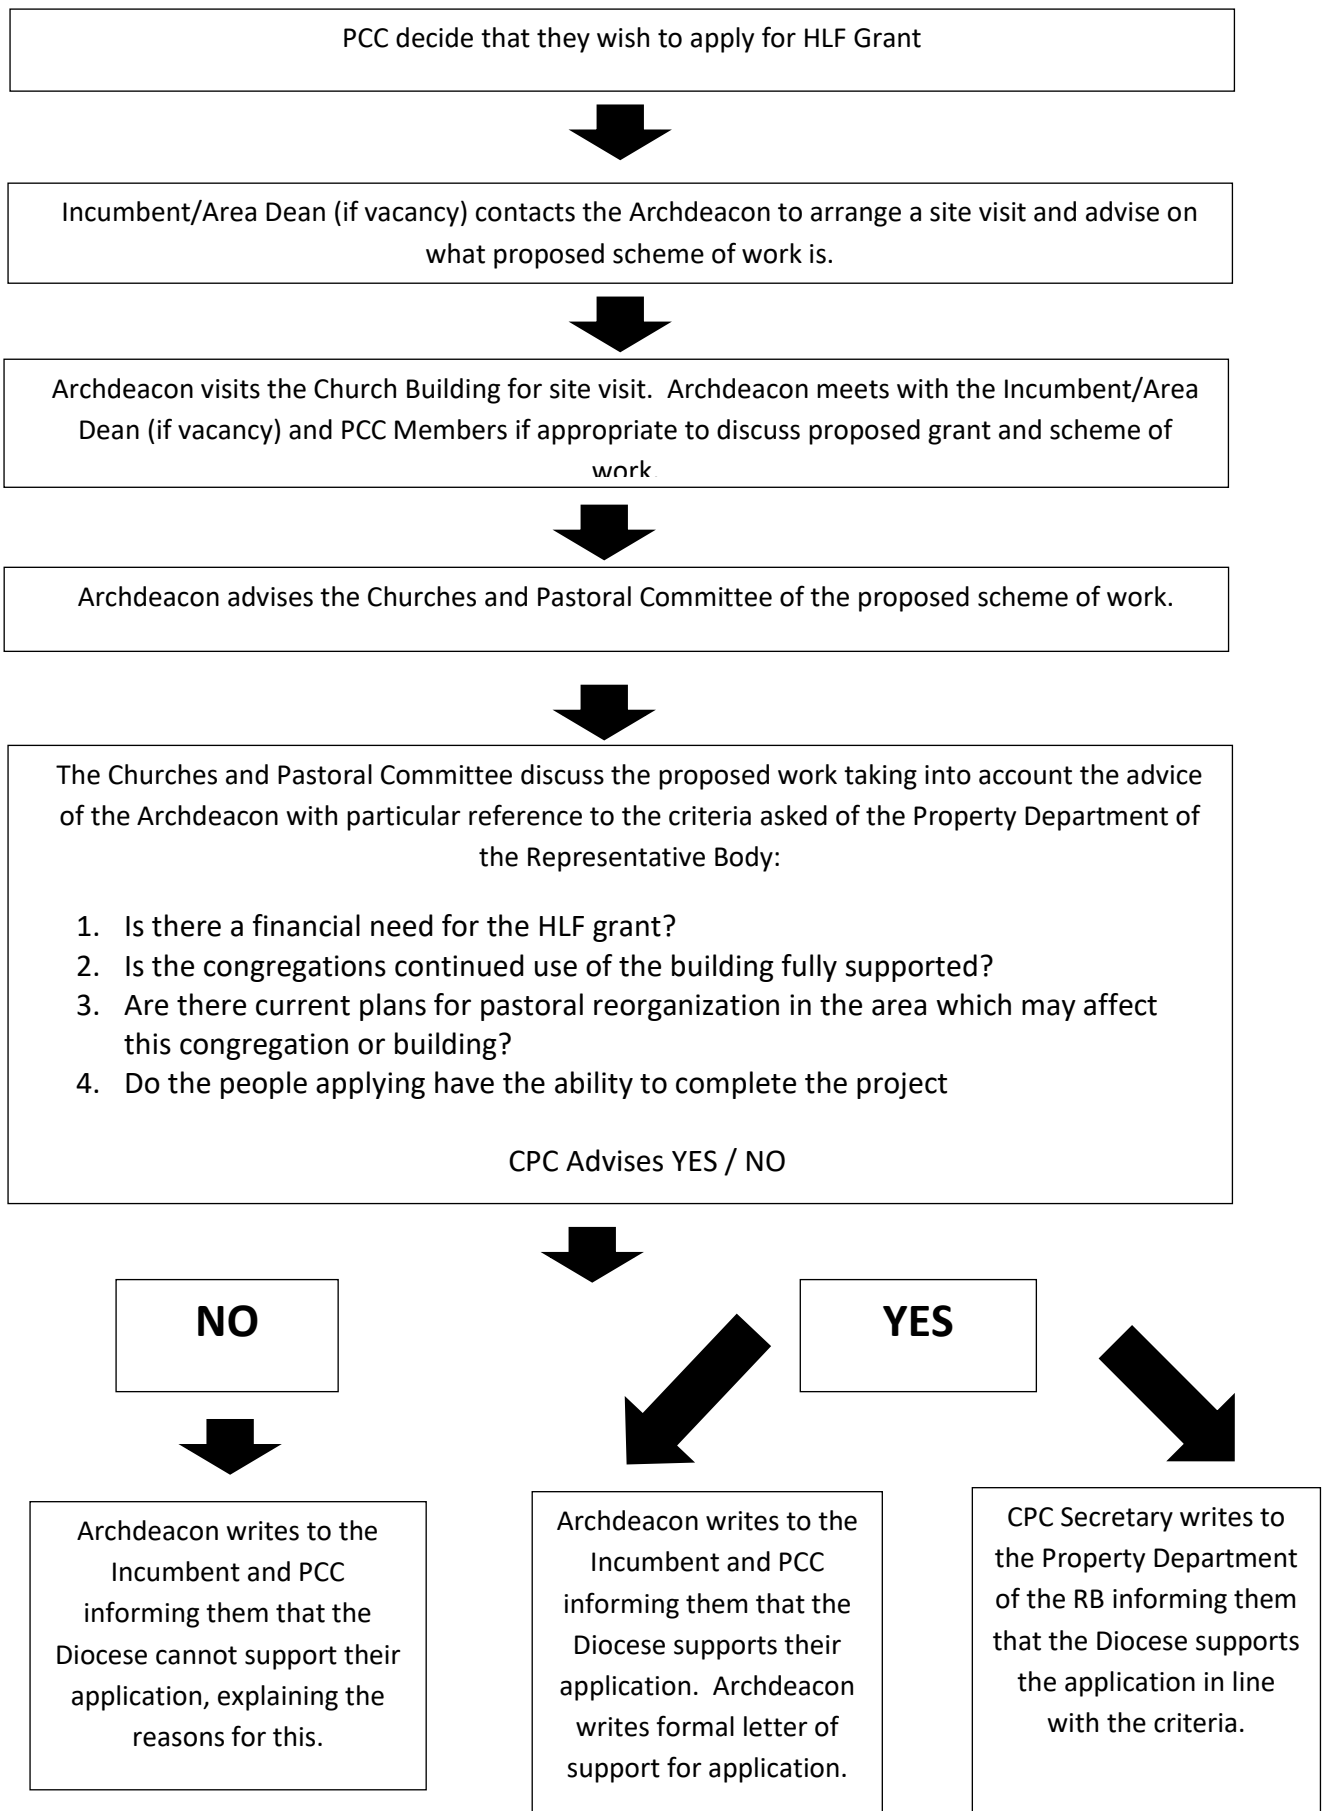 PCC decide that they wish to apply for HLF Grant
Incumbent/Area Dean (if vacancy) contacts the Archdeacon to arrange a site visit and advise on
what proposed scheme of work is.
Archdeacon visits the Church Building for site visit.  Archdeacon meets with the Incumbent/Area
Dean (if vacancy) and PCC Members if appropriate to discuss proposed grant and scheme of
work.
Archdeacon advises the Churches and Pastoral Committee of the proposed scheme of work.
The Churches and Pastoral Committee discuss the proposed work taking into account the advice
of the Archdeacon with particular reference to the criteria asked of the Property Department of
the Representative Body:
1. Is there a financial need for the HLF grant?
2. Is the congregations continued use of the building fully supported?
3. Are there current plans for pastoral reorganization in the area which may affect
this congregation or building?
4. Do the people applying have the ability to complete the project
CPC Advises YES / NO
NO
YES
Archdeacon writes to the
Incumbent and PCC
informing them that the
Diocese cannot support their
application, explaining the
reasons for this.
Archdeacon writes to the
Incumbent and PCC
informing them that the
Diocese supports their
application.  Archdeacon
writes formal letter of
support for application.
CPC Secretary writes to
the Property Department
of the RB informing them
that the Diocese supports
the application in line
with the criteria.